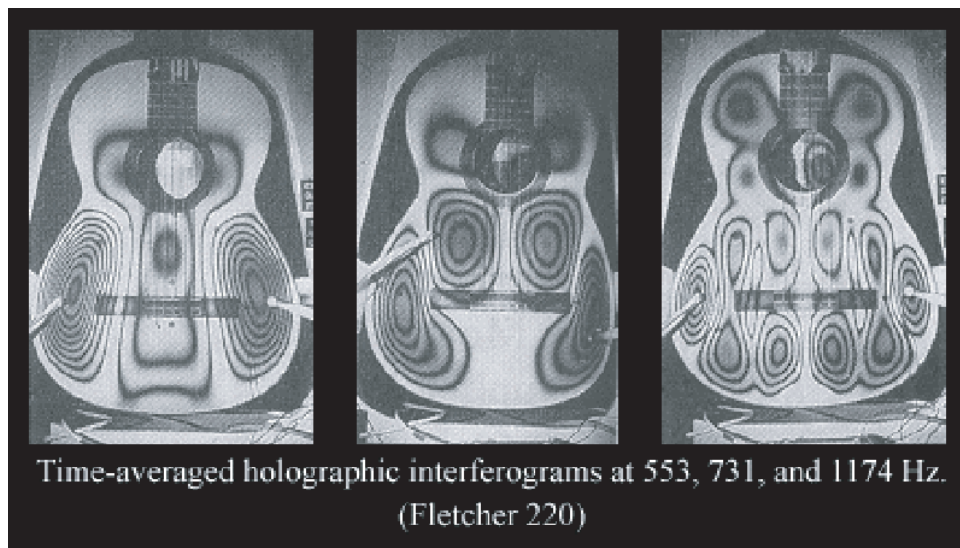 Time-averaged holographic interferograms at 553, 731, and 1174 Hz.
(Fletcher 220)